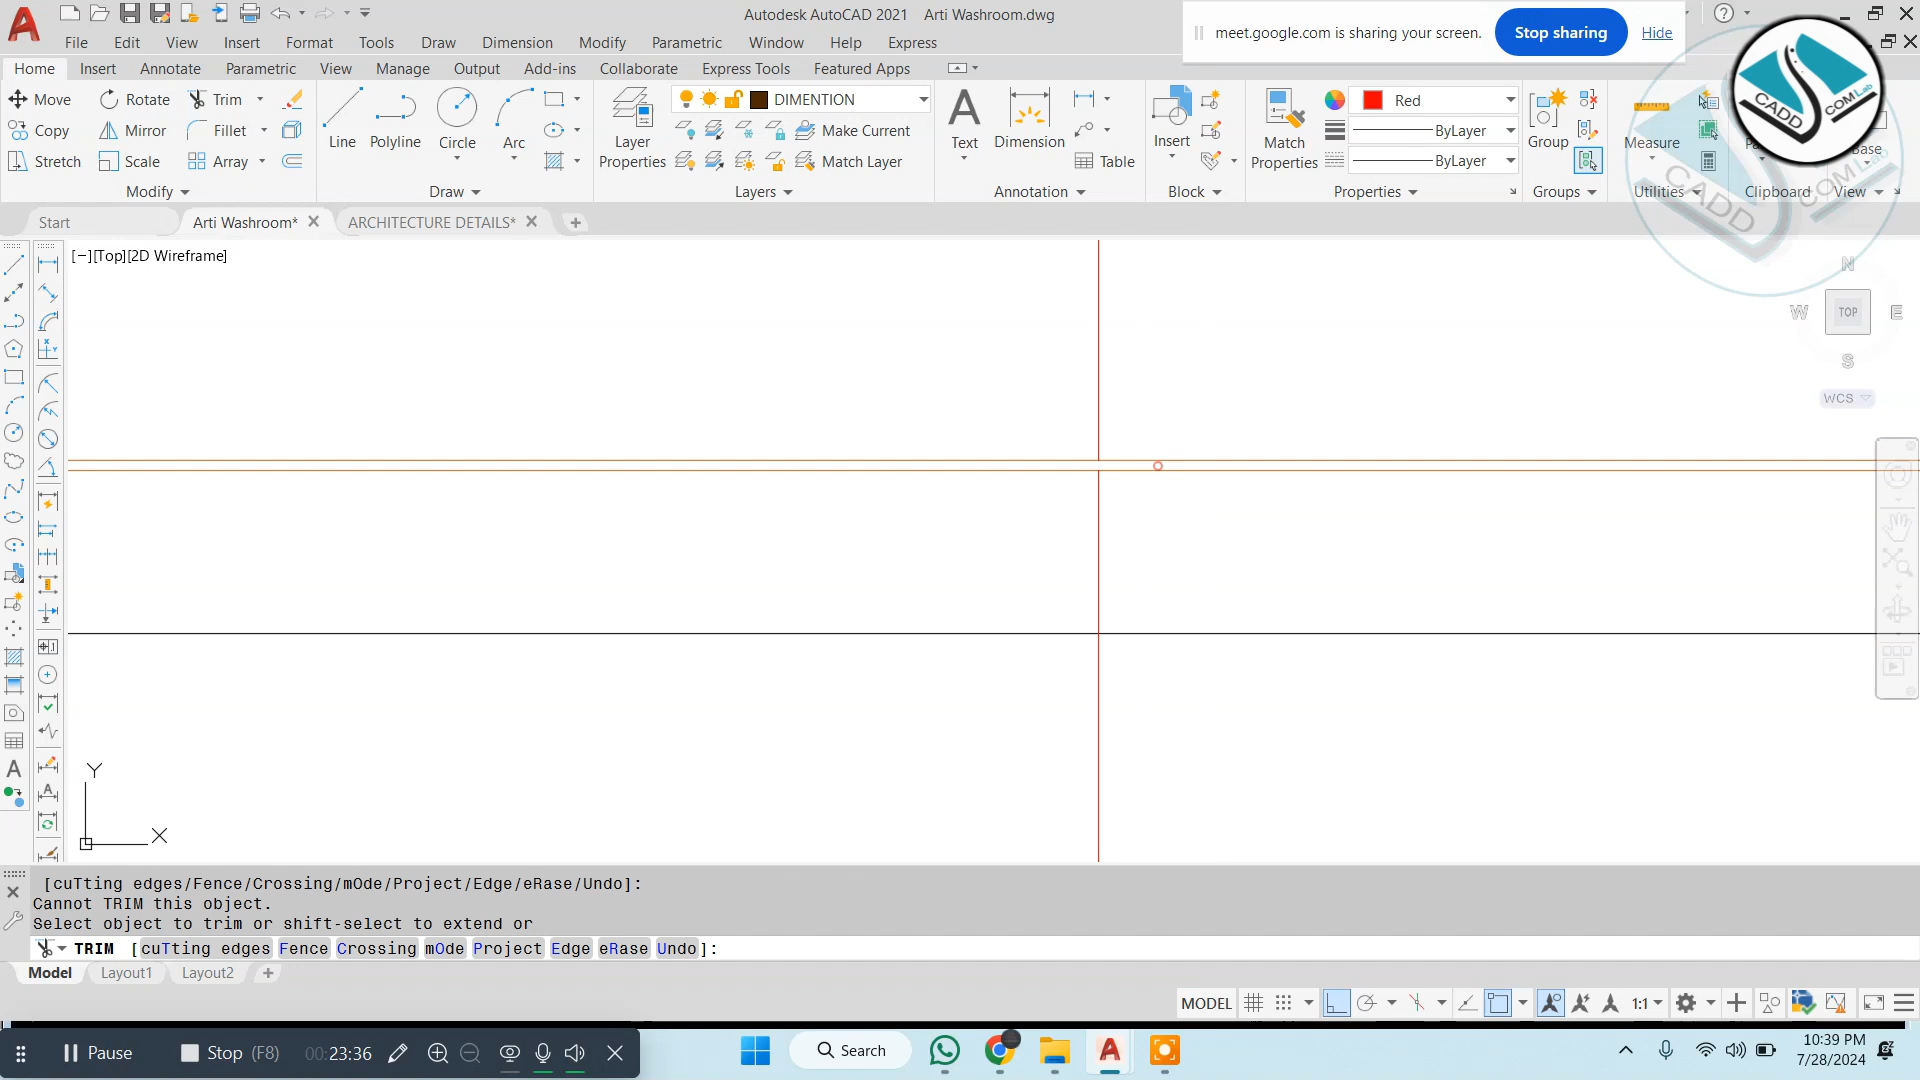 Autodesk AutoCAD 2021 Arti Washroom.dwg
meet.google.com is sharing your screen. Stop sharing Hide
File Edit View Insert Format Tools Draw Dimension Modify Parametric Window Help Express
Home Insert Annotate Parametric View Manage Output Add-ins Collaborate Express Tools Featured Apps
Move Rotate Trim
Copy Mirror Fillet
Stretch Scale Array
Modify
Line Polyline Circle Arc
Draw
Layer Properties
DIMENTION
Make Current
Match Layer
Layers
Text Dimension Table
Annotation
Insert
Block
Match Properties
Red
ByLayer
ByLayer
Properties
Group
Groups
Measure
Utilities
Clipboard
Base
View
CADD COM Lab
CADD COM Lab
Start Arti Washroom* ARCHITECTURE DETAILS*
[−][Top][2D Wireframe]
N
W TOP E
S
WCS
Y
X
[cuTting edges/Fence/Crossing/mOde/Project/Edge/eRase/Undo]:
Cannot TRIM this object.
Select object to trim or shift-select to extend or
TRIM [cuTting edges Fence Crossing mOde Project Edge eRase Undo]:
Model Layout1 Layout2
MODEL 1:1
Pause Stop (F8) 00:23:36
Search
10:39 PM
7/28/2024